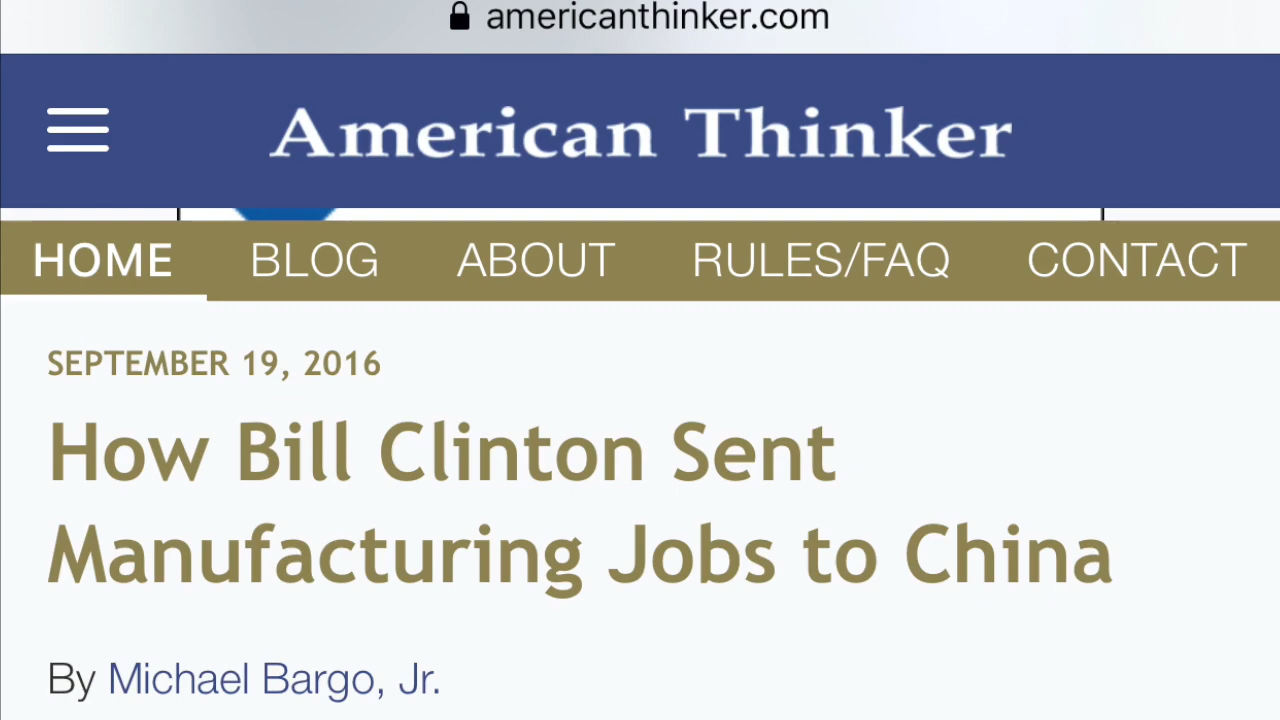 americanthinker.com
American Thinker
HOME BLOG ABOUT RULES/FAQ CONTACT
SEPTEMBER 19, 2016
How Bill Clinton Sent
Manufacturing Jobs to China
By Michael Bargo, Jr.